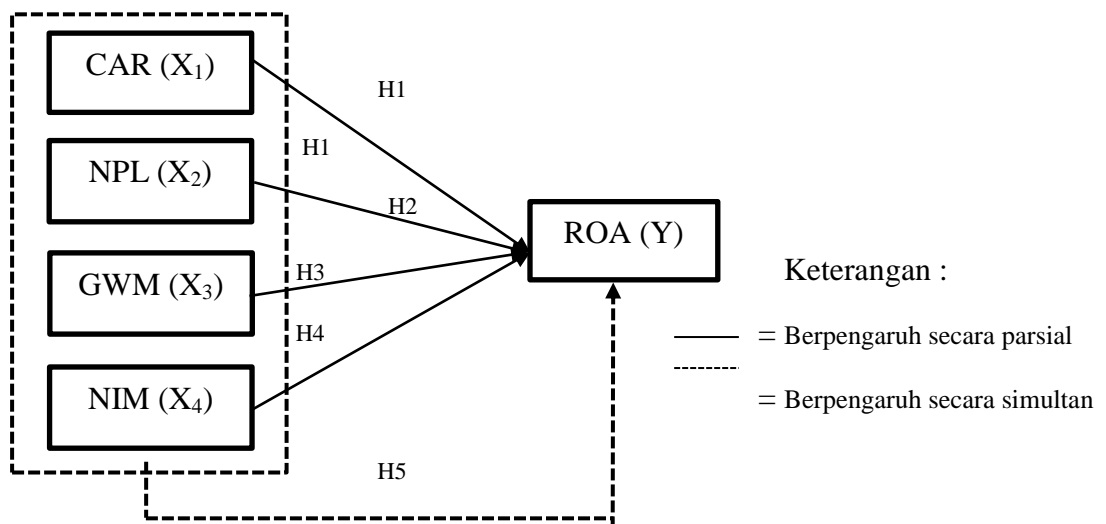 CAR (X₁)
H1
H1
NPL (X₂)
H2
ROA (Y)
GWM (X₃)
H3
H4
NIM (X₄)
H5
Keterangan :
= Berpengaruh secara parsial
= Berpengaruh secara simultan